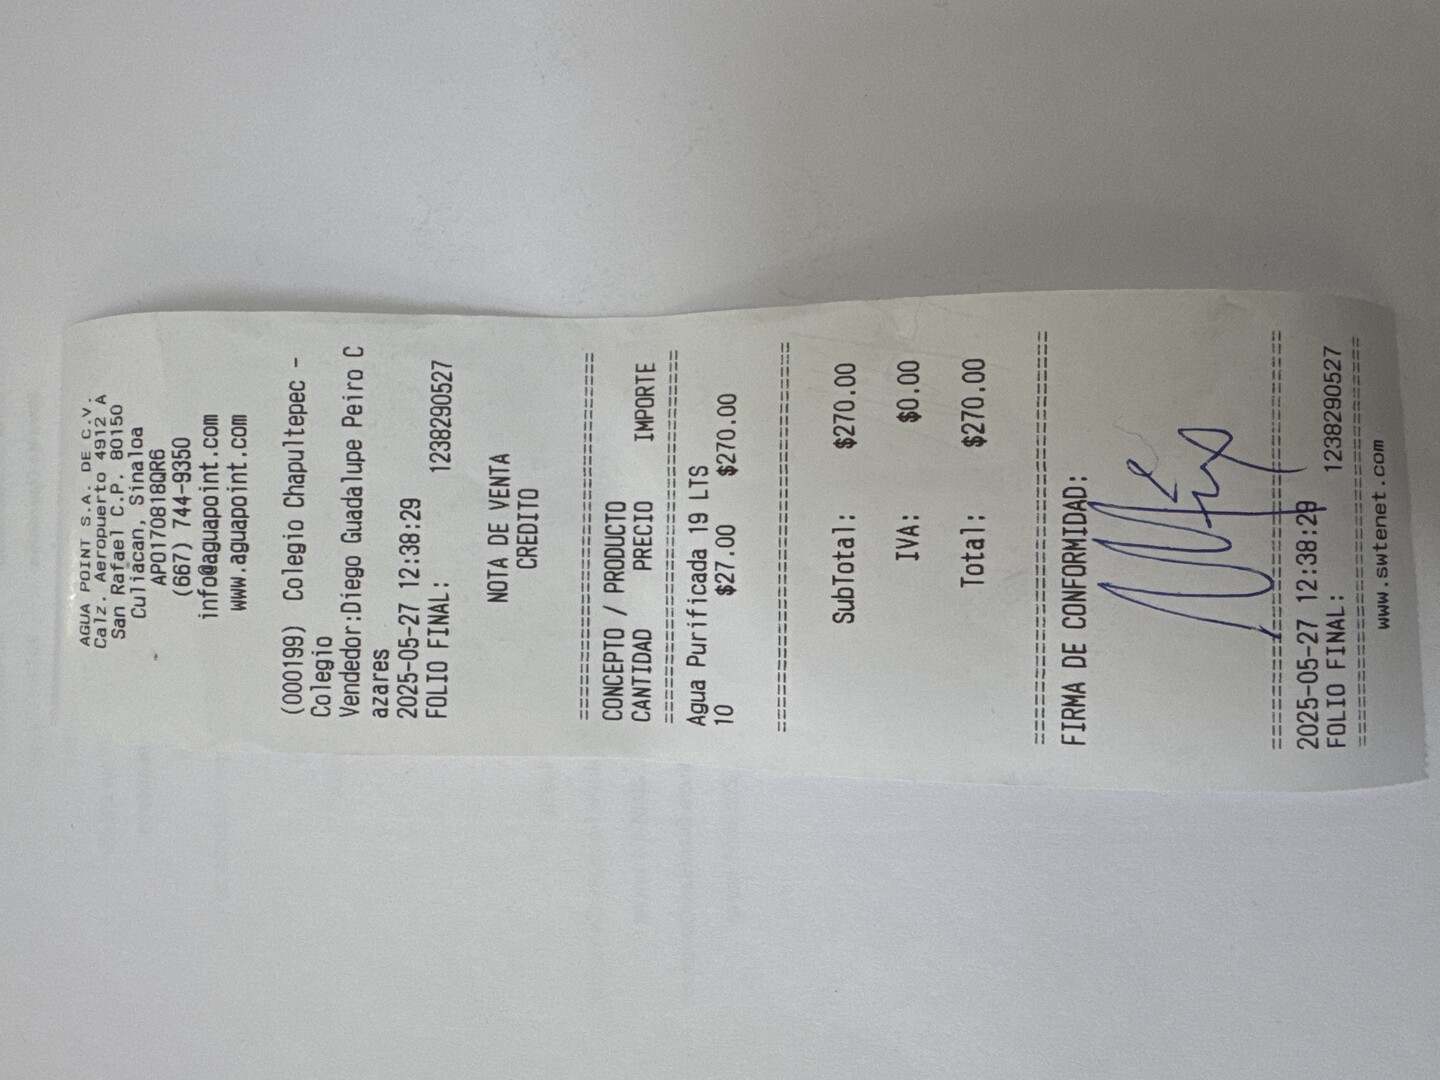 AGUA POINT S.A. DE C.V.
Calz. Aeropuerto 4912 A
San Rafael C.P. 80150
Culiacan, Sinaloa
APO170818QR6
(667) 744-9350
info@aguapoint.com
www.aguapoint.com
(000199) Colegio Chapultepec -
Colegio
Vendedor:Diego Guadalupe Peiro C
azares
2025-05-27 12:38:29
FOLIO FINAL: 1238290527
NOTA DE VENTA
CREDITO
================================
CONCEPTO / PRODUCTO
CANTIDAD PRECIO IMPORTE
================================
Agua Purificada 19 LTS
10 $27.00 $270.00
================================
SubTotal: $270.00
IVA: $0.00
Total: $270.00
================================
FIRMA DE CONFORMIDAD:
================================
2025-05-27 12:38:29
FOLIO FINAL: 1238290527
================================
www.swtenet.com